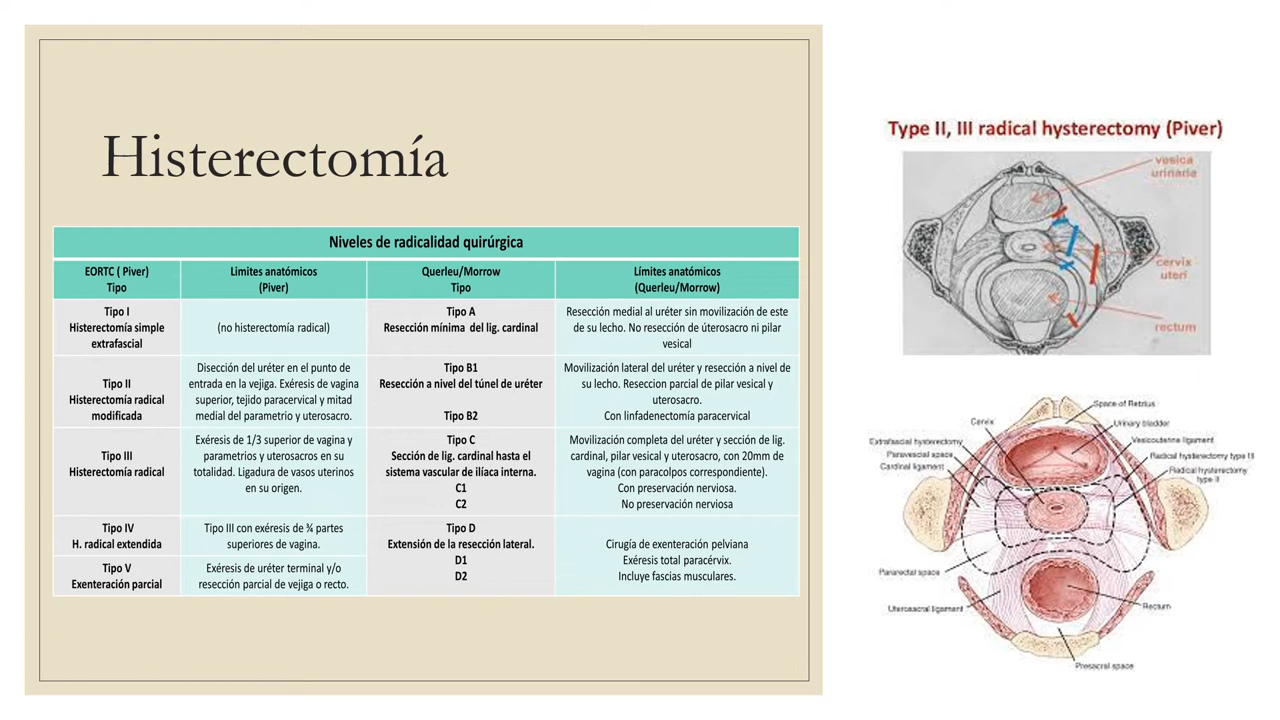 Histerectomía
Niveles de radicalidad quirúrgica
EORTC ( Piver)
Tipo
Limites anatómicos
(Piver)
Querleu/Morrow
Tipo
Límites anatómicos
(Querleu/Morrow)
Tipo I
Histerectomía simple
extrafascial
(no histerectomía radical)
Tipo A
Resección mínima del lig. cardinal
Resección medial al uréter sin movilización de este
de su lecho. No resección de úterosacro ni pilar
vesical
Tipo II
Histerectomía radical
modificada
Disección del uréter en el punto de
entrada en la vejiga. Exéresis de vagina
superior, tejido paracervical y mitad
medial del parametrio y uterosacro.
Tipo B1
Resección a nivel del túnel de uréter
Tipo B2
Movilización lateral del uréter y resección a nivel de
su lecho. Reseccion parcial de pilar vesical y
uterosacro.
Con linfadenectomía paracervical
Tipo III
Histerectomía radical
Exéresis de 1/3 superior de vagina y
parametrios y uterosacros en su
totalidad. Ligadura de vasos uterinos
en su origen.
Tipo C
Sección de lig. cardinal hasta el
sistema vascular de ilíaca interna.
C1
C2
Movilización completa del uréter y sección de lig.
cardinal, pilar vesical y uterosacro, con 20mm de
vagina (con paracolpos correspondiente).
Con preservación nerviosa.
No preservación nerviosa
Tipo IV
H. radical extendida
Tipo III con exéresis de ¾ partes
superiores de vagina.
Tipo D
Extensión de la resección lateral.
D1
D2
Cirugía de exenteración pelviana
Exéresis total paracérvix.
Incluye fascias musculares.
Tipo V
Exenteración parcial
Exéresis de uréter terminal y/o
resección parcial de vejiga o recto.
Type II, III radical hysterectomy (Piver)
vesica
urinaria
cervix
uteri
rectum
Space of Retzius
Cervix
Urinary bladder
Extrafascial hysterectomy
Vesicouterine ligament
Paravesical space
Radical hysterectomy type III
Cardinal ligament
Radical hysterectomy
type II
Pararectal space
Uterosacral ligament
Rectum
Presacral space